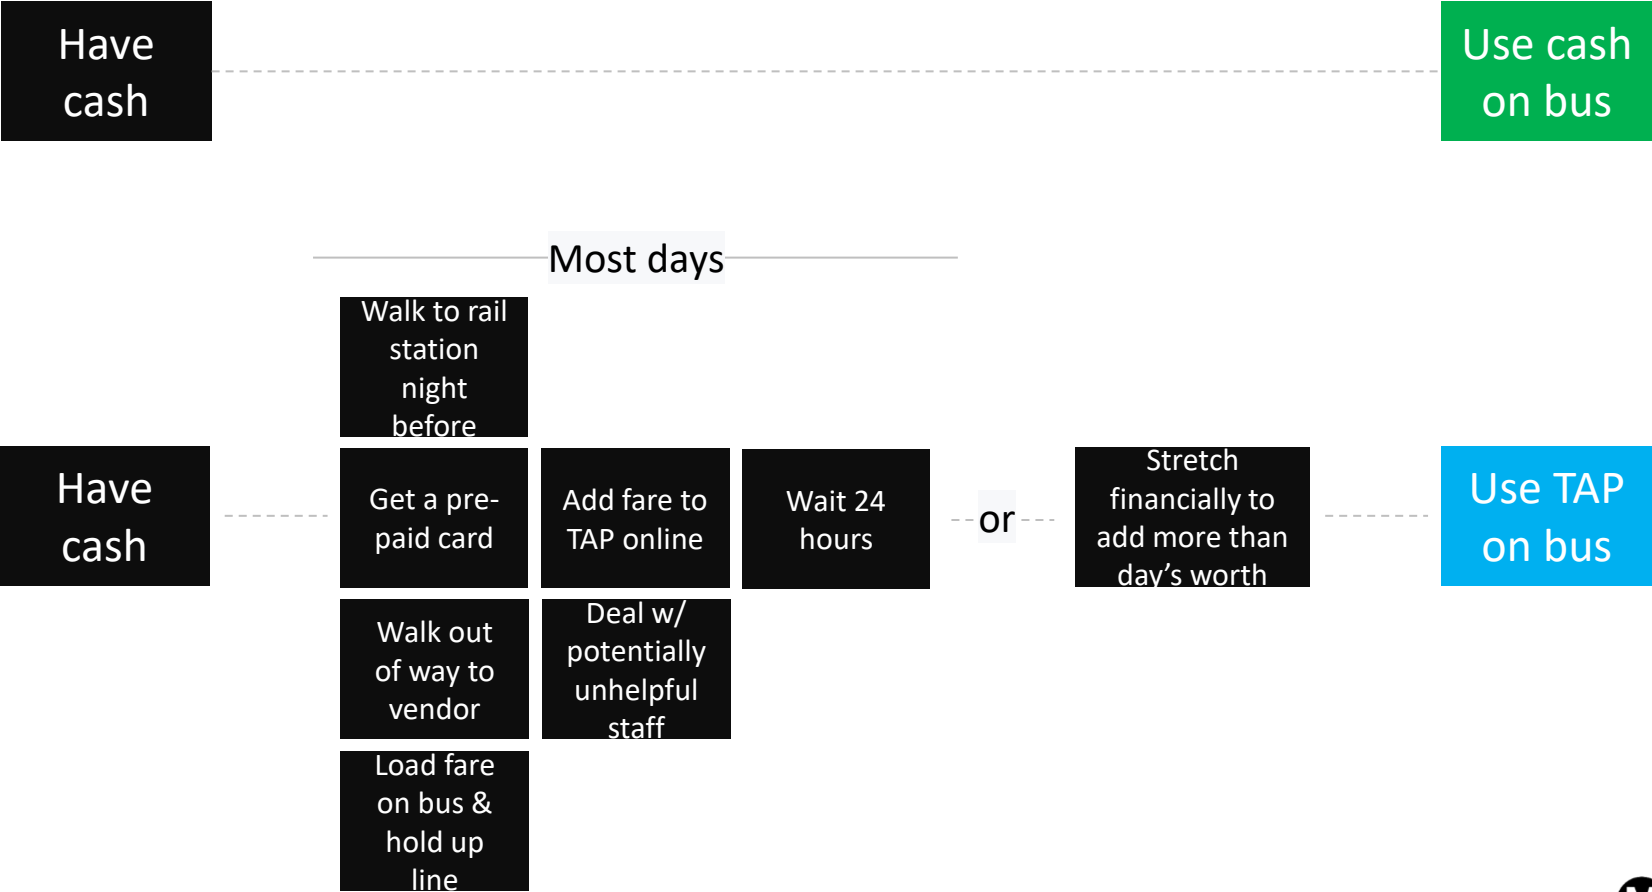 Have
cash
Use cash
on bus
Most days
Walk to rail
station
night
before
Have
cash
Get a pre-
paid card
Add fare to
TAP online
Wait 24
hours
or
Stretch
financially to
add more than
day’s worth
Use TAP
on bus
Walk out
of way to
vendor
Deal w/
potentially
unhelpful
staff
Load fare
on bus &
hold up
line